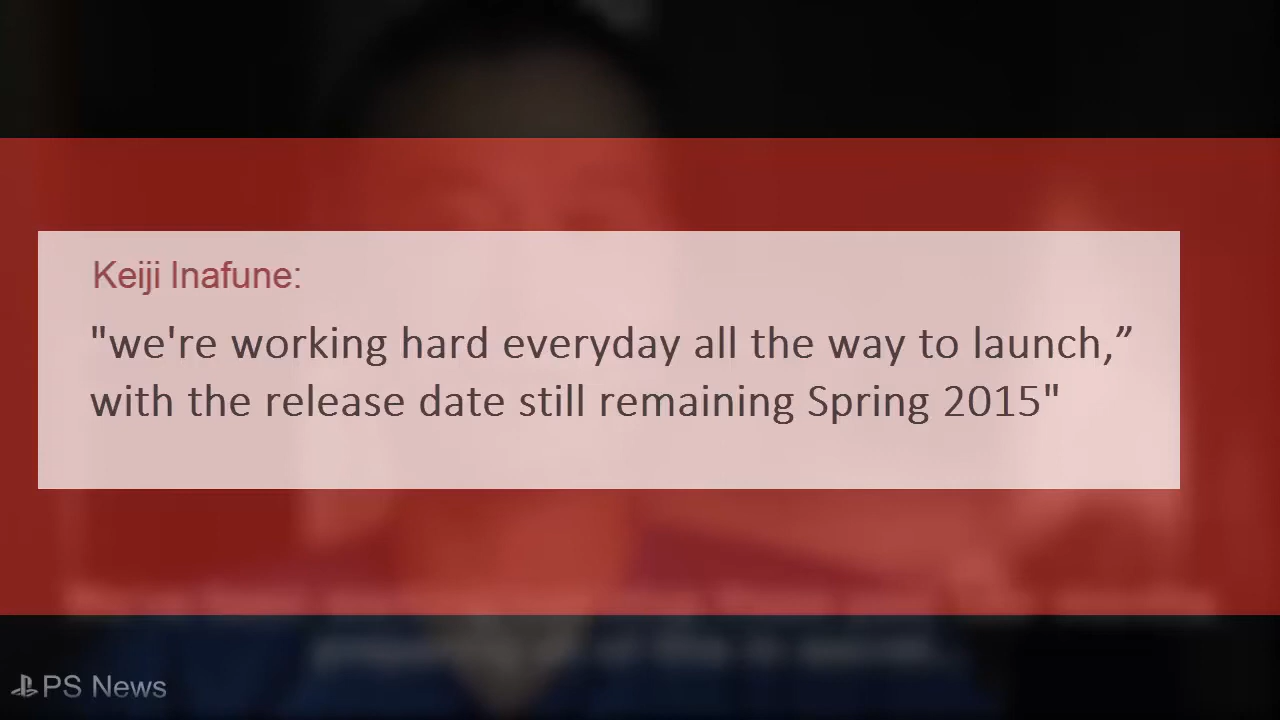 Keiji Inafune:
"we're working hard everyday all the way to launch,”
with the release date still remaining Spring 2015"
PS News